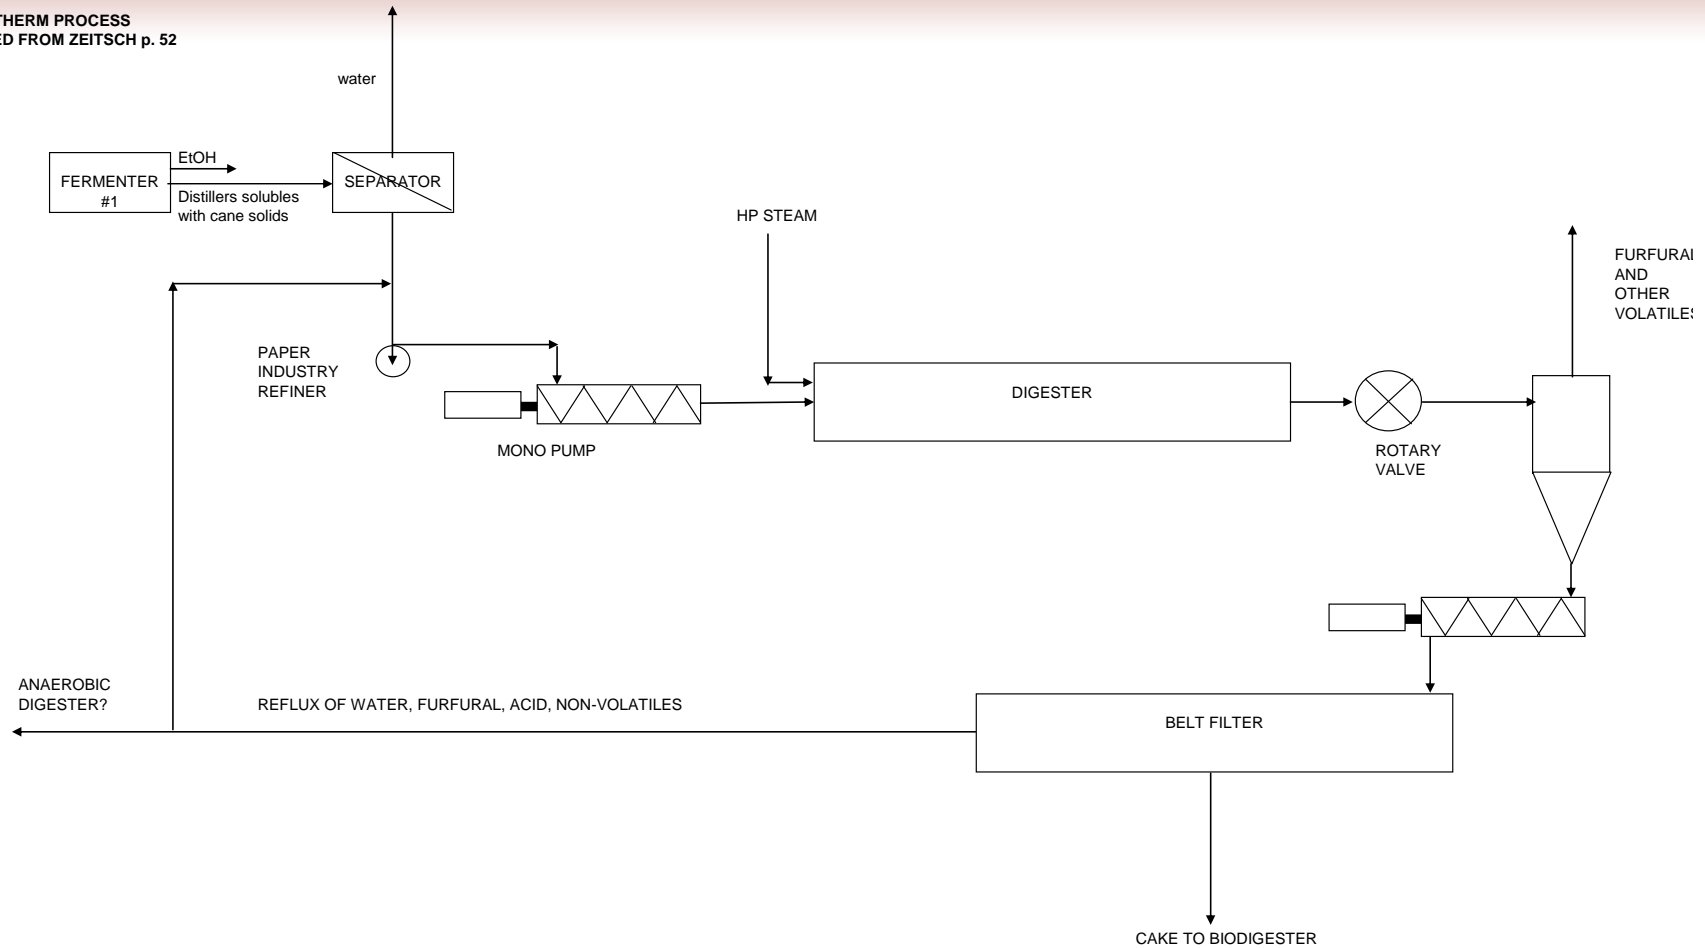 THERM PROCESS
ED FROM ZEITSCH p. 52
water
EtOH
FERMENTER
#1
SEPARATOR
Distillers solubles
with cane solids
HP STEAM
FURFURAL
AND
OTHER
VOLATILES
PAPER
INDUSTRY
REFINER
DIGESTER
MONO PUMP
ROTARY
VALVE
ANAEROBIC
DIGESTER?
REFLUX OF WATER, FURFURAL, ACID, NON-VOLATILES
BELT FILTER
CAKE TO BIODIGESTER